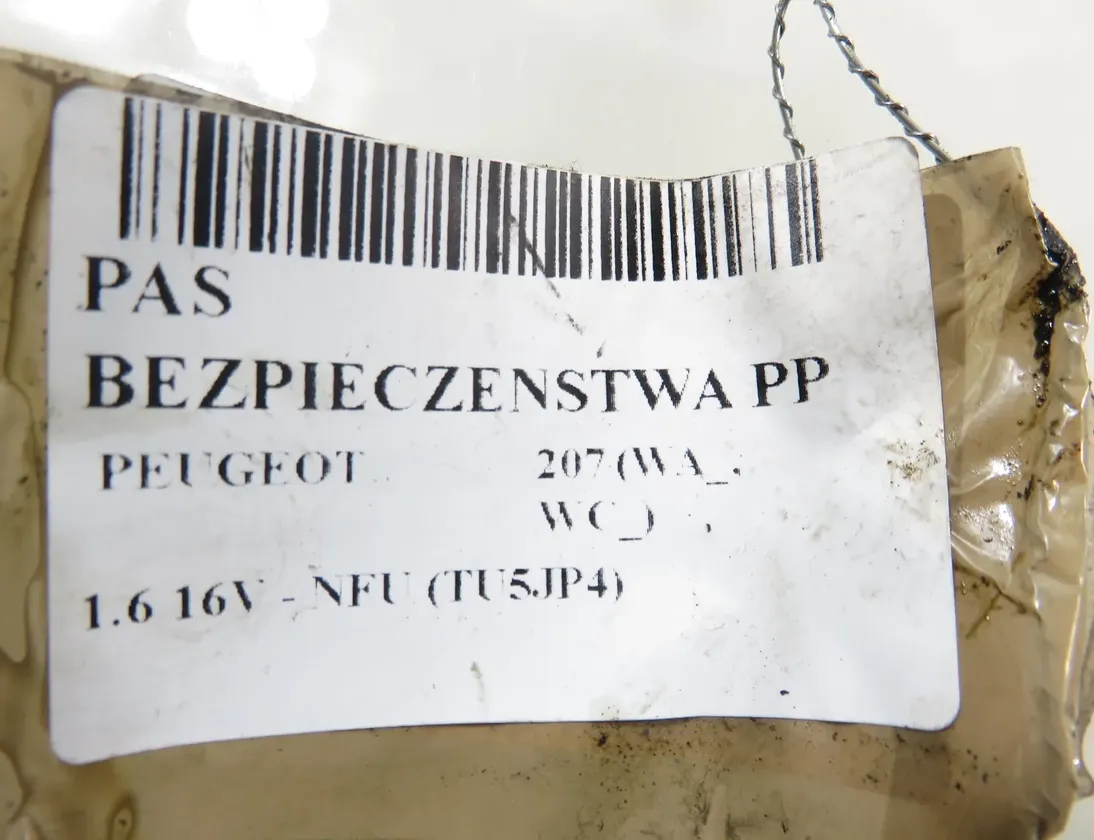 PAS
BEZPIECZENSTWA PP
PEUGEOT 207 (WA_,
WC_) ,
1.6 16V - NFU (TU5JP4)